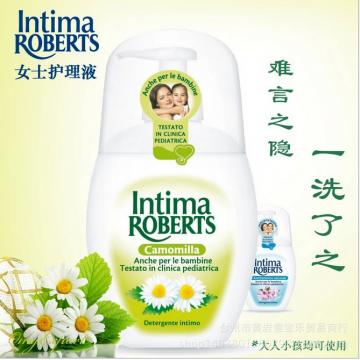 Intima
ROBERTS
女士护理液
难言之隐
一洗了之
Anche per le bambine
TESTATO
IN CLINICA
PEDIATRICA
Intima
ROBERTS
Camomilla
Anche per le bambine
Testato in clinica pediatrica
Detergente intimo
Intima
ROBERTS
*大人小孩均可使用